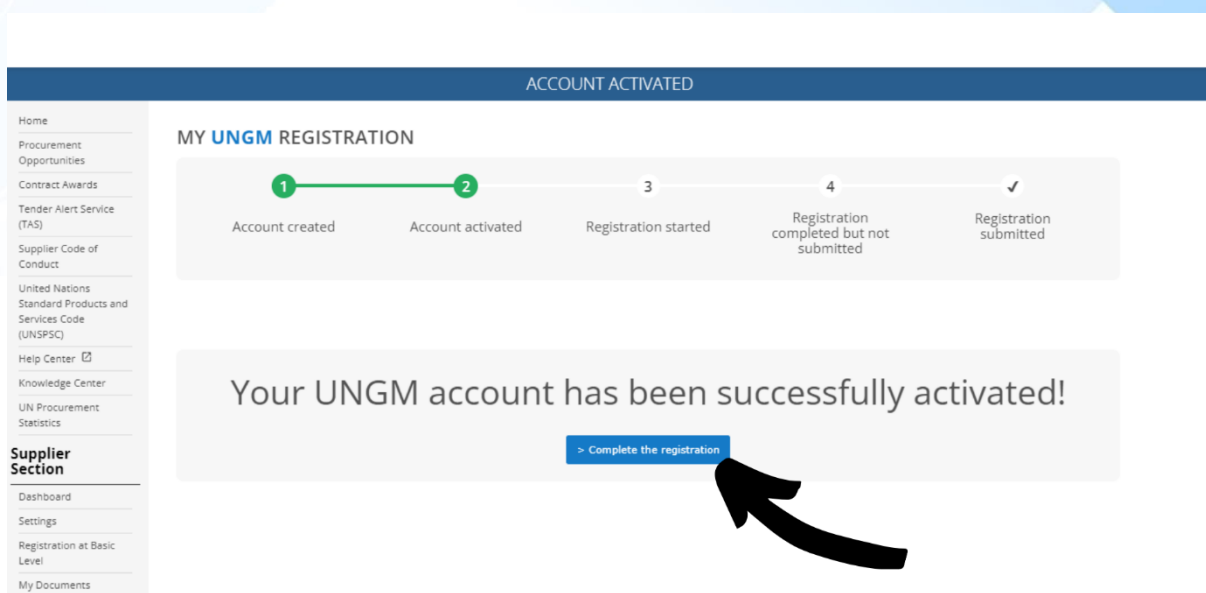 ACCOUNT ACTIVATED
Home
Procurement
Opportunities
Contract Awards
Tender Alert Service
(TAS)
Supplier Code of
Conduct
United Nations
Standard Products and
Services Code
(UNSPSC)
Help Center
Knowledge Center
UN Procurement
Statistics
Supplier
Section
Dashboard
Settings
Registration at Basic
Level
My Documents
MY UNGM REGISTRATION
1
2
3
4
Account created
Account activated
Registration started
Registration
completed but not
submitted
Registration
submitted
Your UNGM account has been successfully activated!
> Complete the registration